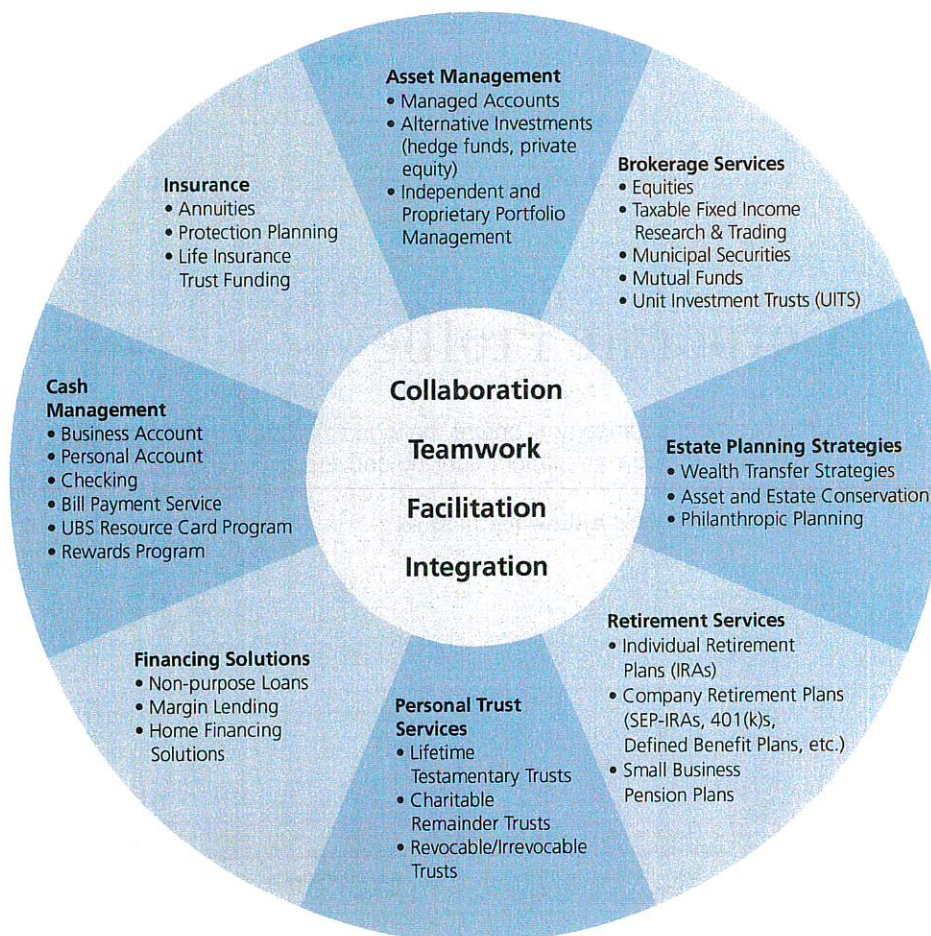 Asset Management
• Managed Accounts
• Alternative Investments
(hedge funds, private
equity)
• Independent and
Proprietary Portfolio
Management
Brokerage Services
• Equities
• Taxable Fixed Income
Research & Trading
• Municipal Securities
• Mutual Funds
• Unit Investment Trusts (UITS)
Estate Planning Strategies
• Wealth Transfer Strategies
• Asset and Estate Conservation
• Philanthropic Planning
Retirement Services
• Individual Retirement
Plans (IRAs)
• Company Retirement Plans
(SEP-IRAs, 401(k)s,
Defined Benefit Plans, etc.)
• Small Business
Pension Plans
Personal Trust
Services
• Lifetime
Testamentary Trusts
• Charitable
Remainder Trusts
• Revocable/Irrevocable
Trusts
Financing Solutions
• Non-purpose Loans
• Margin Lending
• Home Financing
Solutions
Cash
Management
• Business Account
• Personal Account
• Checking
• Bill Payment Service
• UBS Resource Card Program
• Rewards Program
Insurance
• Annuities
• Protection Planning
• Life Insurance
Trust Funding
Collaboration
Teamwork
Facilitation
Integration